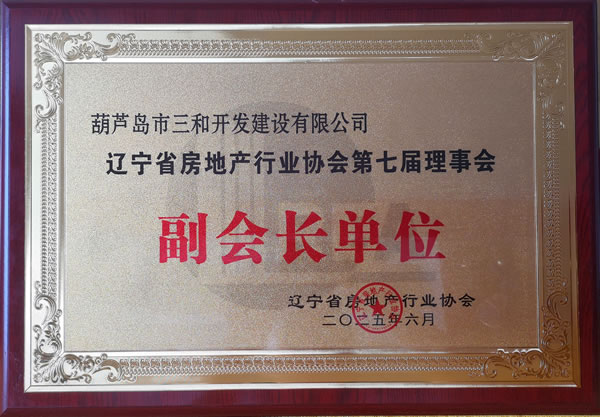 葫芦岛市三和开发建设有限公司
辽宁省房地产行业协会第七届理事会
副会长单位
辽宁省房地产行业协会
二〇二五年六月